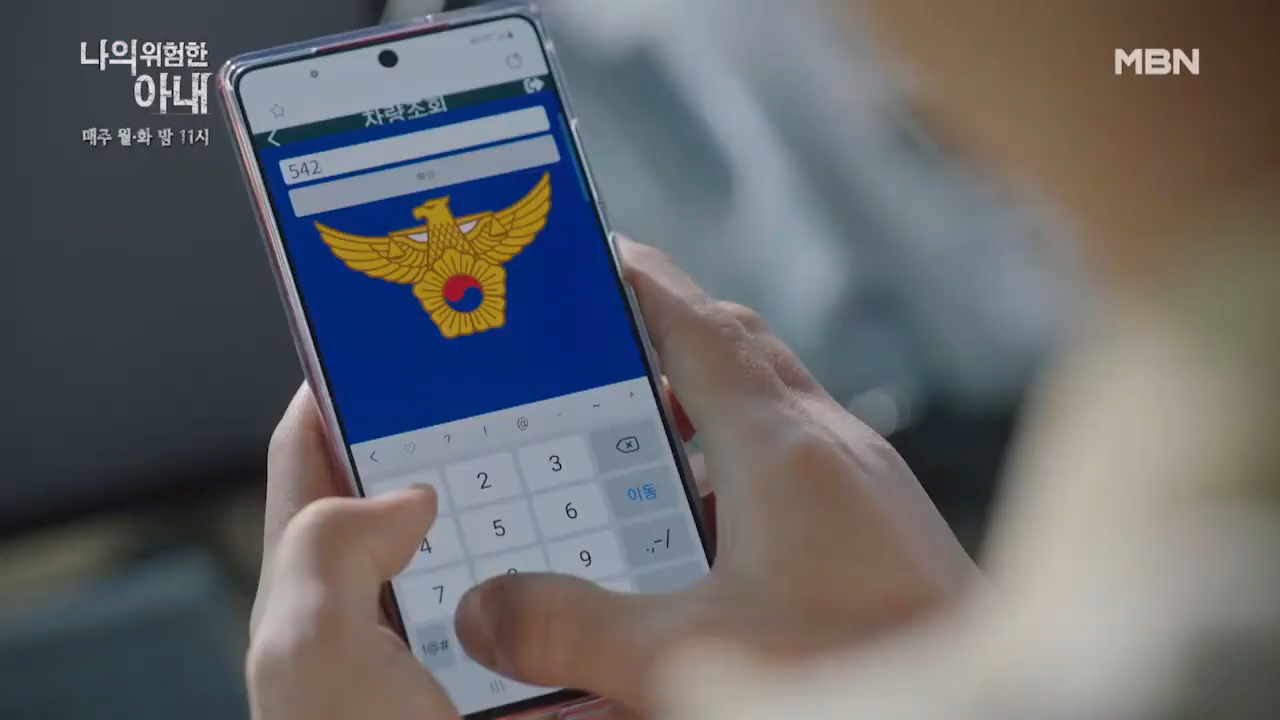 나의 위험한
아내
매주 월·화 밤 11시
MBN
차량조회
542
< ♡ ? ! @ ~ ^
2 3
4 5 6 이동
7 9 .,-/
!@#